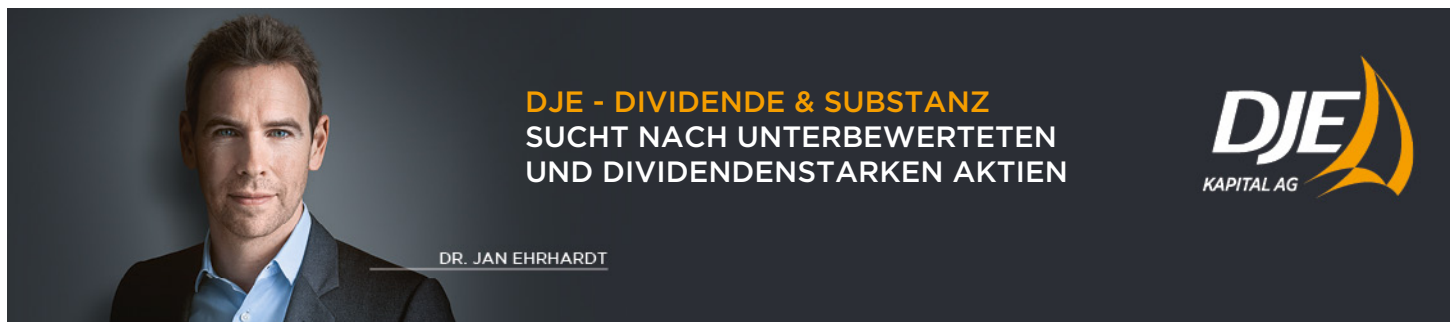 DJE - DIVIDENDE & SUBSTANZ
SUCHT NACH UNTERBEWERTETEN
UND DIVIDENDENSTARKEN AKTIEN
DR. JAN EHRHARDT
DJE
KAPITAL AG